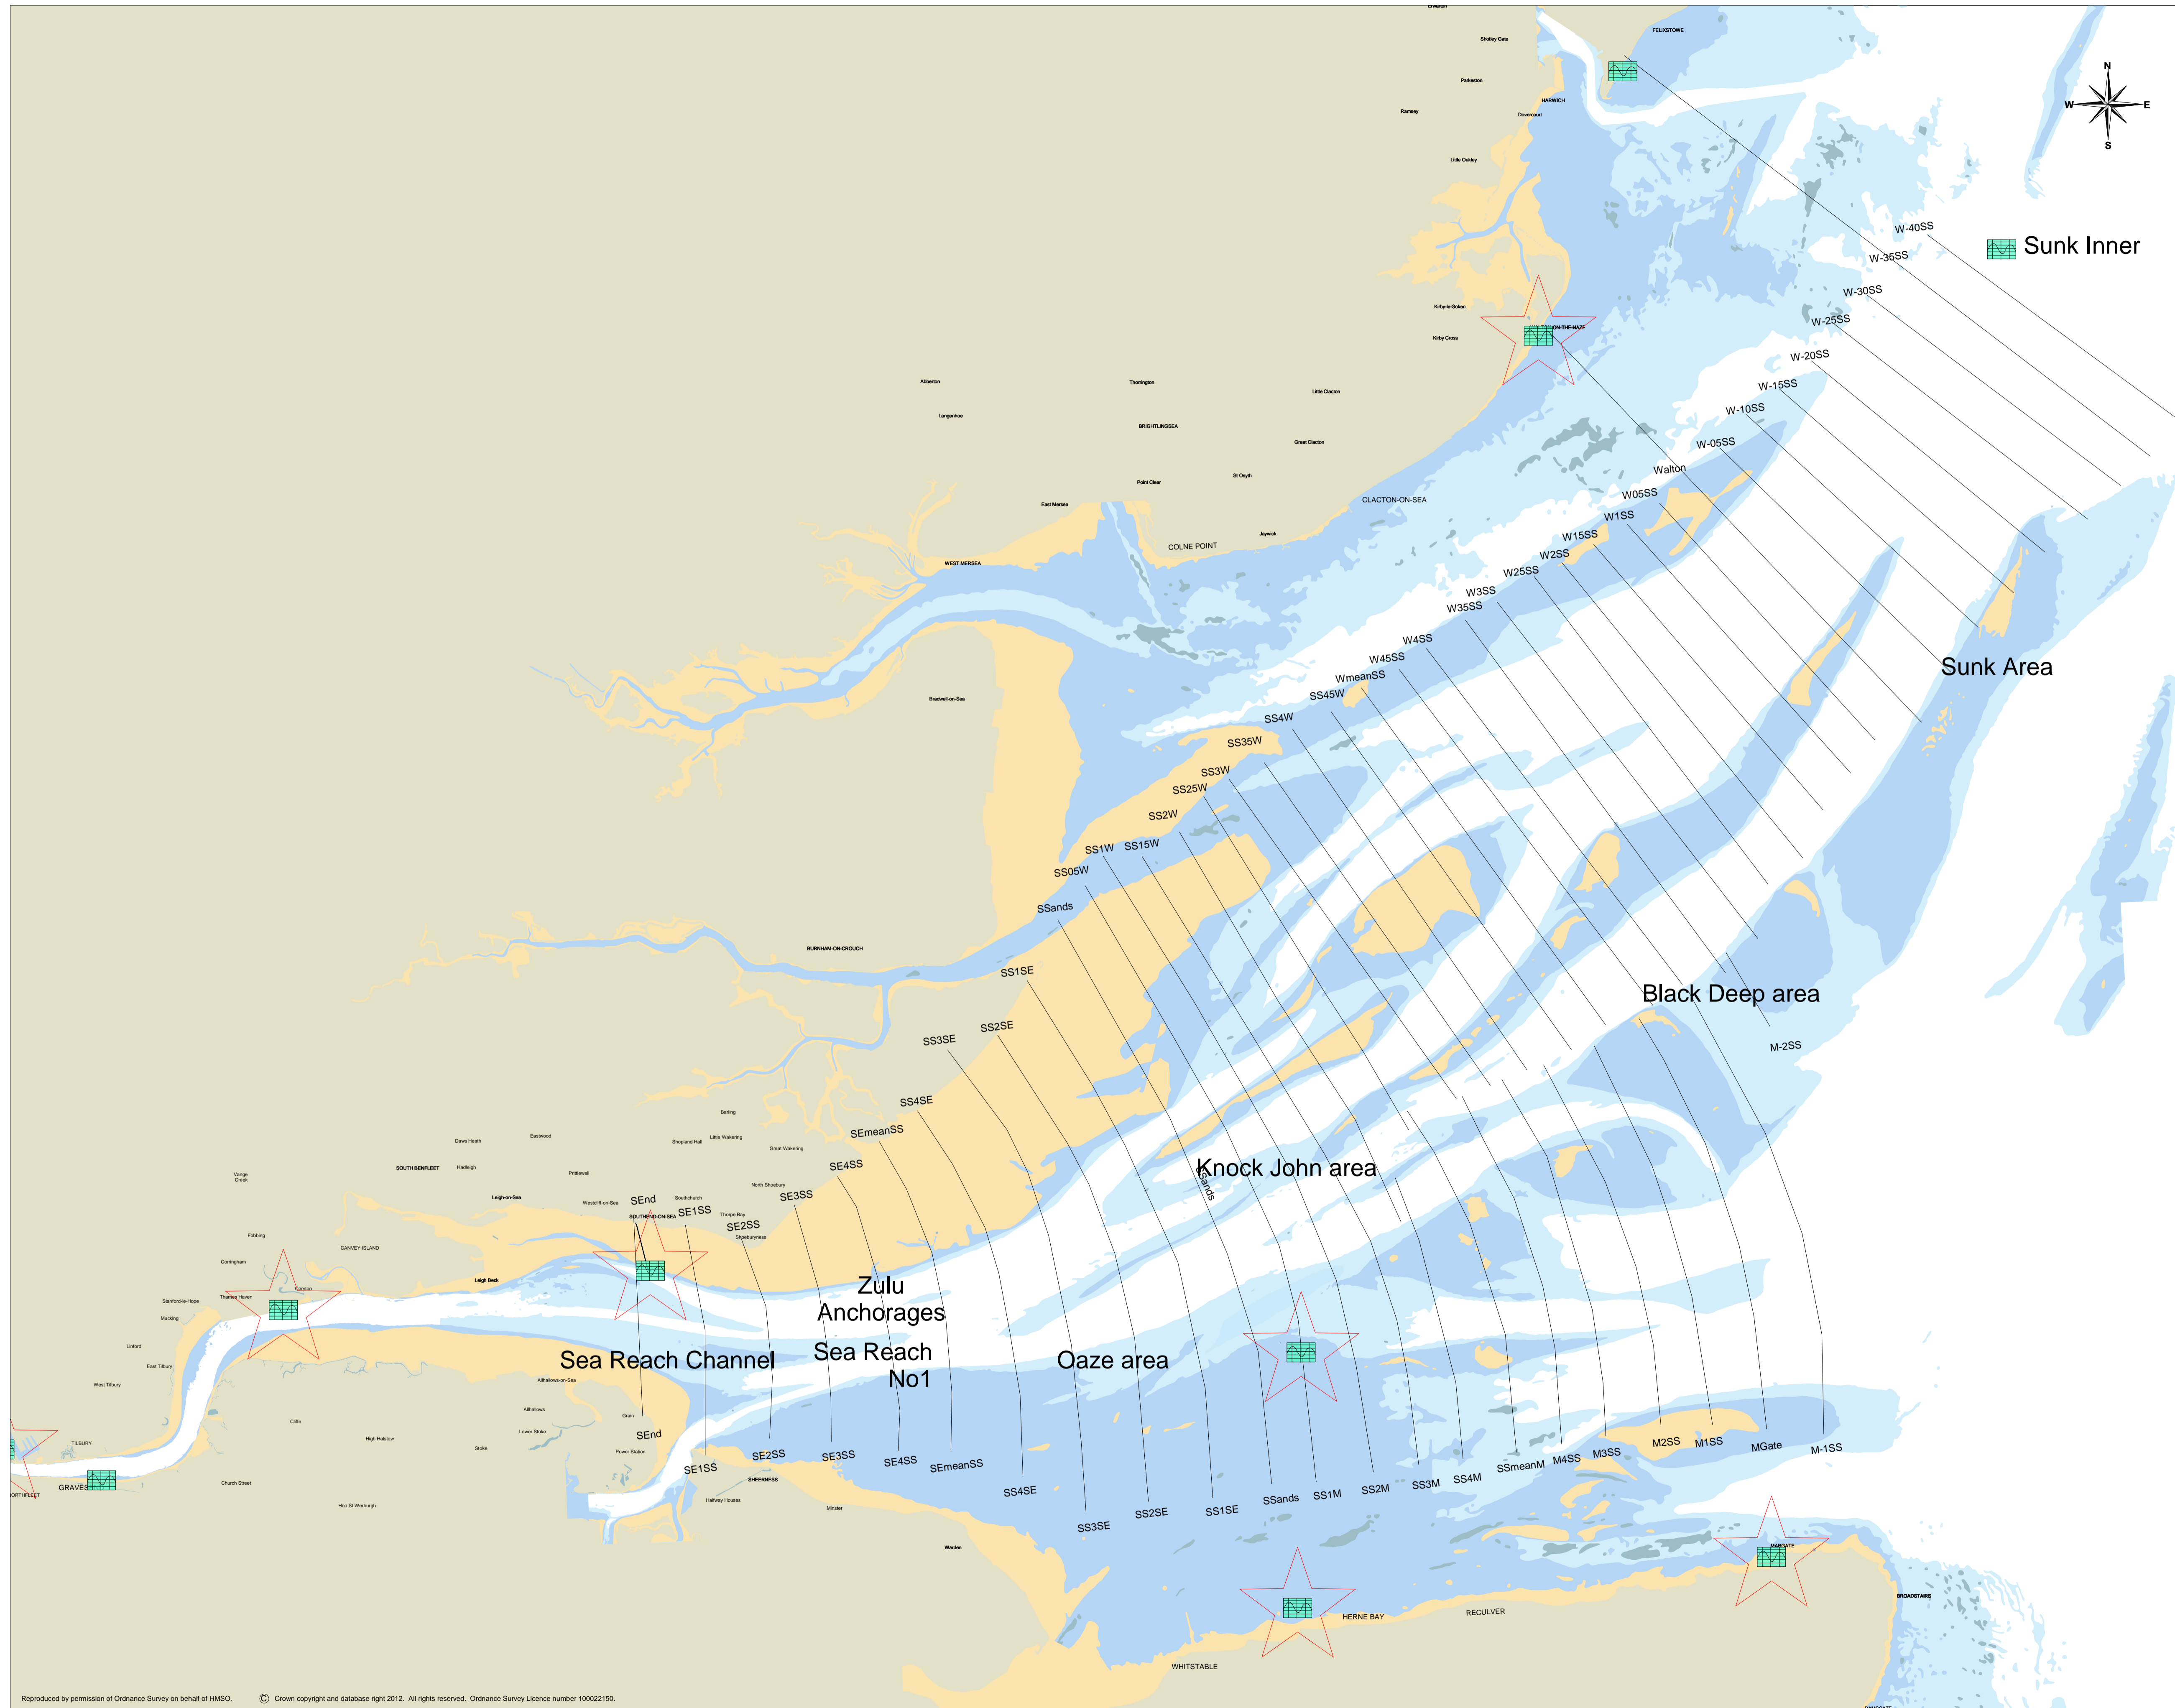 Shotley Gate
FELIXSTOWE
Parkeston
N
W
E
S
HARWICH
Ramsey
Dovercourt
Little Oakley
W-40SS
Sunk Inner
W-35SS
W-30SS
Kirby-le-Soken
W-25SS
ON-THE-NAZE
Kirby Cross
W-20SS
Abberton
Thorrington
W-15SS
Little Clacton
W-10SS
Langenhoe
BRIGHTLINGSEA
Great Clacton
W-05SS
Walton
St Osyth
Point Clear
W05SS
CLACTON-ON-SEA
East Mersea
W1SS
Jaywick
W15SS
COLNE POINT
W2SS
WEST MERSEA
W25SS
W3SS
W35SS
W4SS
W45SS
Sunk Area
WmeanSS
SS45W
Bradwell-on-Sea
SS4W
SS35W
SS3W
SS25W
SS2W
SS15W
SS1W
SS05W
SSands
BURNHAM-ON-CROUCH
SS1SE
Black Deep area
SS2SE
SS3SE
M-2SS
SS4SE
Barling
SEmeanSS
Eastwood
Little Wakering
Daws Heath
Shopland Hall
Great Wakering
SE4SS
SOUTH BENFLEET
Hadleigh
Knock John area
Prittlewell
Vange
Creek
SSands
North Shoebury
SE3SS
Leigh-on-Sea
Southchurch
SEnd
Westcliff-on-Sea
SE1SS
Thorpe Bay
SOUTHEND-ON-SEA
SE2SS
Fobbing
Shoeburyness
CANVEY ISLAND
Corringham
Leigh Beck
Zulu
Anchorages
Coryton
Thames Haven
Stanford-le-Hope
Mucking
Linford
Sea Reach
No1
Sea Reach Channel
Oaze area
East Tilbury
Allhallows-on-Sea
West Tilbury
Allhallows
Grain
Cliffe
Lower Stoke
SEnd
High Halstow
TILBURY
Stoke
Power Station
M2SS
M1SS
MGate
M-1SS
SE2SS
SE3SS
M3SS
M4SS
SE4SS
SEmeanSS
SSmeanM
SE1SS
SHEERNESS
SS4M
SS3M
Church Street
GRAVES
SS2M
SS4SE
SS1M
ORTHFLEET
SSands
Halfway Houses
Hoo St Werburgh
Minster
SS1SE
SS2SE
SS3SE
MARGATE
Warden
BROADSTAIRS
RECULVER
HERNE BAY
WHITSTABLE
Reproduced by permission of Ordnance Survey on behalf of HMSO. © Crown copyright and database right 2012. All rights reserved. Ordnance Survey Licence number 100022150.